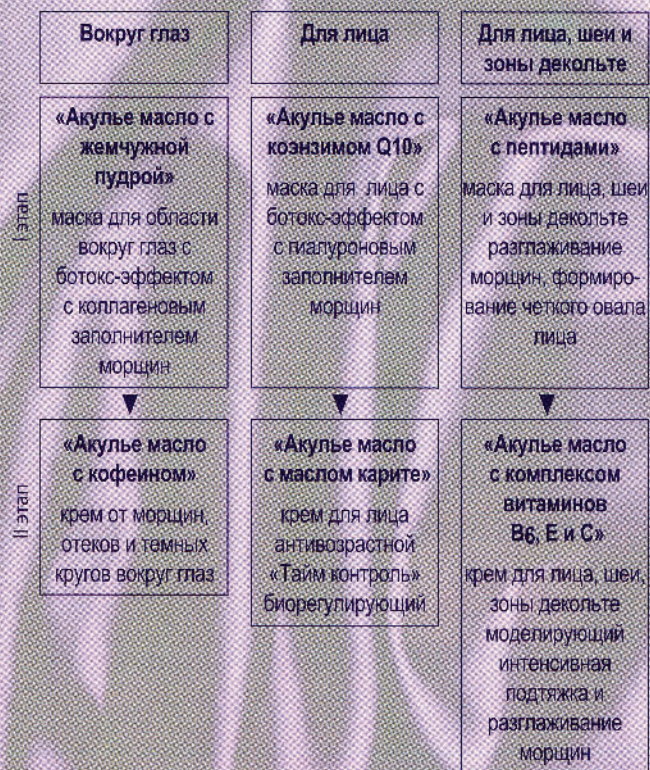 Вокруг глаз
Для лица
Для лица, шеи и
зоны декольте
I этап
«Акулье масло с
жемчужной
пудрой»
маска для области
вокруг глаз с
ботокс-эффектом
с коллагеновым
заполнителем
морщин
«Акулье масло с
коэнзимом Q10»
маска для лица с
ботокс-эффектом
с гиалуроновым
заполнителем
морщин
«Акулье масло
с пептидами»
маска для лица, шеи
и зоны декольте
разглаживание
морщин, формиро-
вание четкого овала
лица
II этап
«Акулье масло
с кофеином»
крем от морщин,
отеков и темных
кругов вокруг глаз
«Акулье масло
с маслом карите»
крем для лица
антивозрастной
«Тайм контроль»
биорегулирующий
«Акулье масло
с комплексом
витаминов
B6, E и C»
крем для лица, шеи,
зоны декольте
моделирующий
интенсивная
подтяжка и
разглаживание
морщин